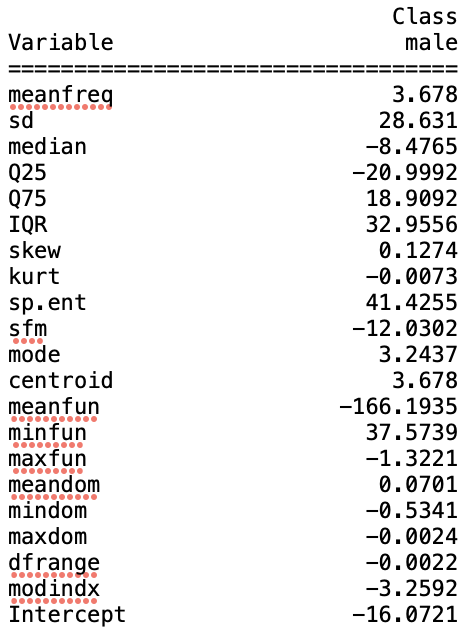 Class
Variable male
===================================
meanfreq 3.678
sd 28.631
median -8.4765
Q25 -20.9992
Q75 18.9092
IQR 32.9556
skew 0.1274
kurt -0.0073
sp.ent 41.4255
sfm -12.0302
mode 3.2437
centroid 3.678
meanfun -166.1935
minfun 37.5739
maxfun -1.3221
meandom 0.0701
mindom -0.5341
maxdom -0.0024
dfrange -0.0022
modindx -3.2592
Intercept -16.0721